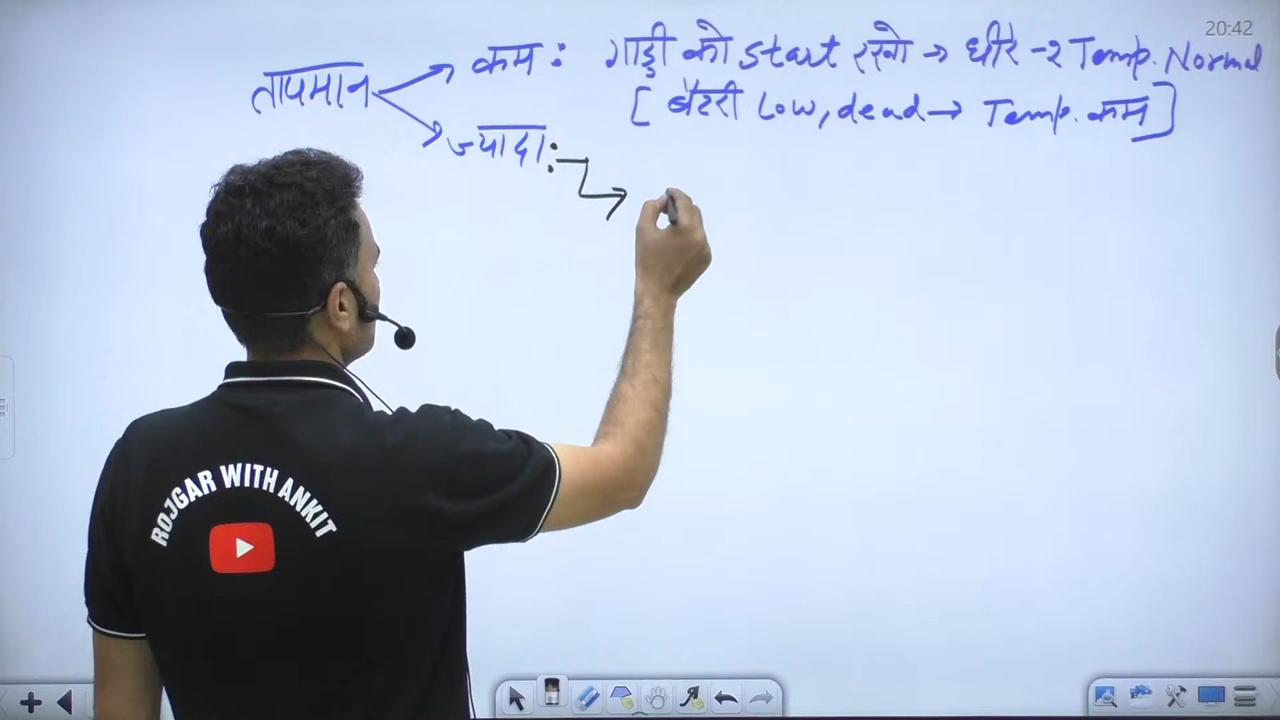 20:42
तापमान
कम : गाड़ी को start रखो → धीरे -2 Temp. Normal
[ बैटरी Low, dead → Temp. कम ]
ज्यादा :
ROJGAR WITH ANKIT